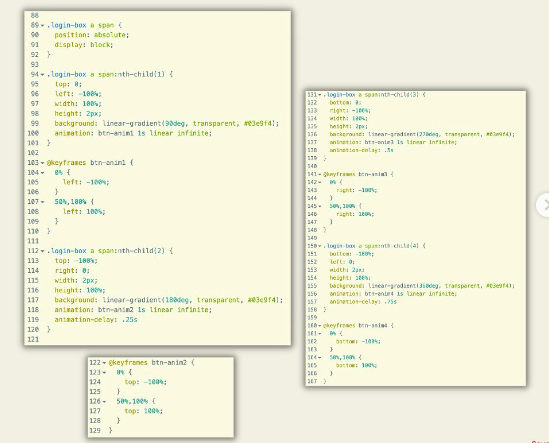 88
89 .login-box a span {
90 position: absolute;
91 display: block;
92 }
93
94 .login-box a span:nth-child(1) {
95 top: 0;
96 left: -100%;
97 width: 100%;
98 height: 2px;
99 background: linear-gradient(90deg, transparent, #03e9f4);
100 animation: btn-anim1 1s linear infinite;
101 }
102
103 @keyframes btn-anim1 {
104 0% {
105 left: -100%;
106 }
107 50%,100% {
108 left: 100%;
109 }
110 }
111
112 .login-box a span:nth-child(2) {
113 top: -100%;
114 right: 0;
115 width: 2px;
116 height: 100%;
117 background: linear-gradient(180deg, transparent, #03e9f4);
118 animation: btn-anim2 1s linear infinite;
119 animation-delay: .25s
120 }
121
122 @keyframes btn-anim2 {
123 0% {
124 top: -100%;
125 }
126 50%,100% {
127 top: 100%;
128 }
129 }
131 .login-box a span:nth-child(3) {
132 bottom: 0;
133 right: -100%;
134 width: 100%;
135 height: 2px;
136 background: linear-gradient(270deg, transparent, #03e9f4);
137 animation: btn-anim3 1s linear infinite;
138 animation-delay: .5s
139 }
140
141 @keyframes btn-anim3 {
142 0% {
143 right: -100%;
144 }
145 50%,100% {
146 right: 100%;
147 }
148 }
149
150 .login-box a span:nth-child(4) {
151 bottom: -100%;
152 left: 0;
153 width: 2px;
154 height: 100%;
155 background: linear-gradient(360deg, transparent, #03e9f4);
156 animation: btn-anim4 1s linear infinite;
157 animation-delay: .75s
158 }
159
160 @keyframes btn-anim4 {
161 0% {
162 bottom: -100%;
163 }
164 50%,100% {
165 bottom: 100%;
166 }
167 }